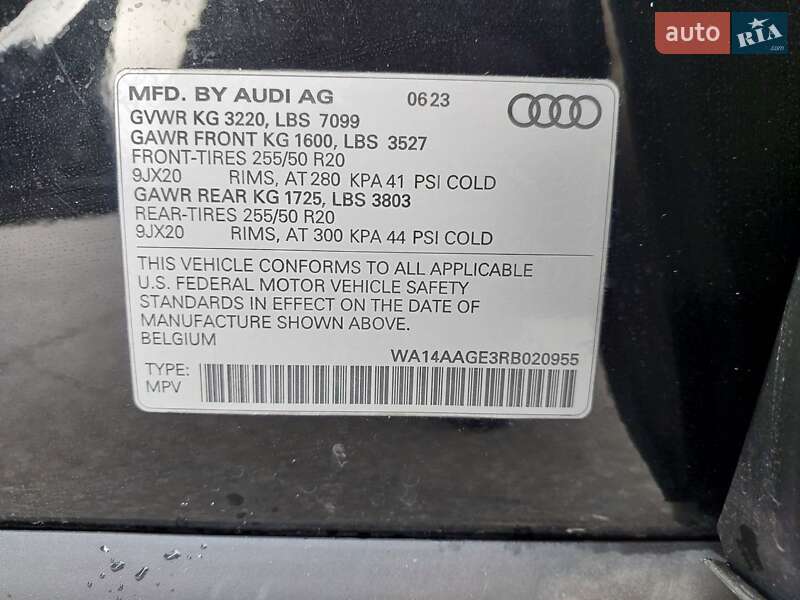 auto RIA
.com
MFD. BY AUDI AG 0623
GVWR KG 3220, LBS 7099
GAWR FRONT KG 1600, LBS 3527
FRONT-TIRES 255/50 R20
9JX20 RIMS, AT 280 KPA 41 PSI COLD
GAWR REAR KG 1725, LBS 3803
REAR-TIRES 255/50 R20
9JX20 RIMS, AT 300 KPA 44 PSI COLD
THIS VEHICLE CONFORMS TO ALL APPLICABLE
U.S. FEDERAL MOTOR VEHICLE SAFETY
STANDARDS IN EFFECT ON THE DATE OF
MANUFACTURE SHOWN ABOVE.
BELGIUM
WA14AAGE3RB020955
TYPE:
MPV